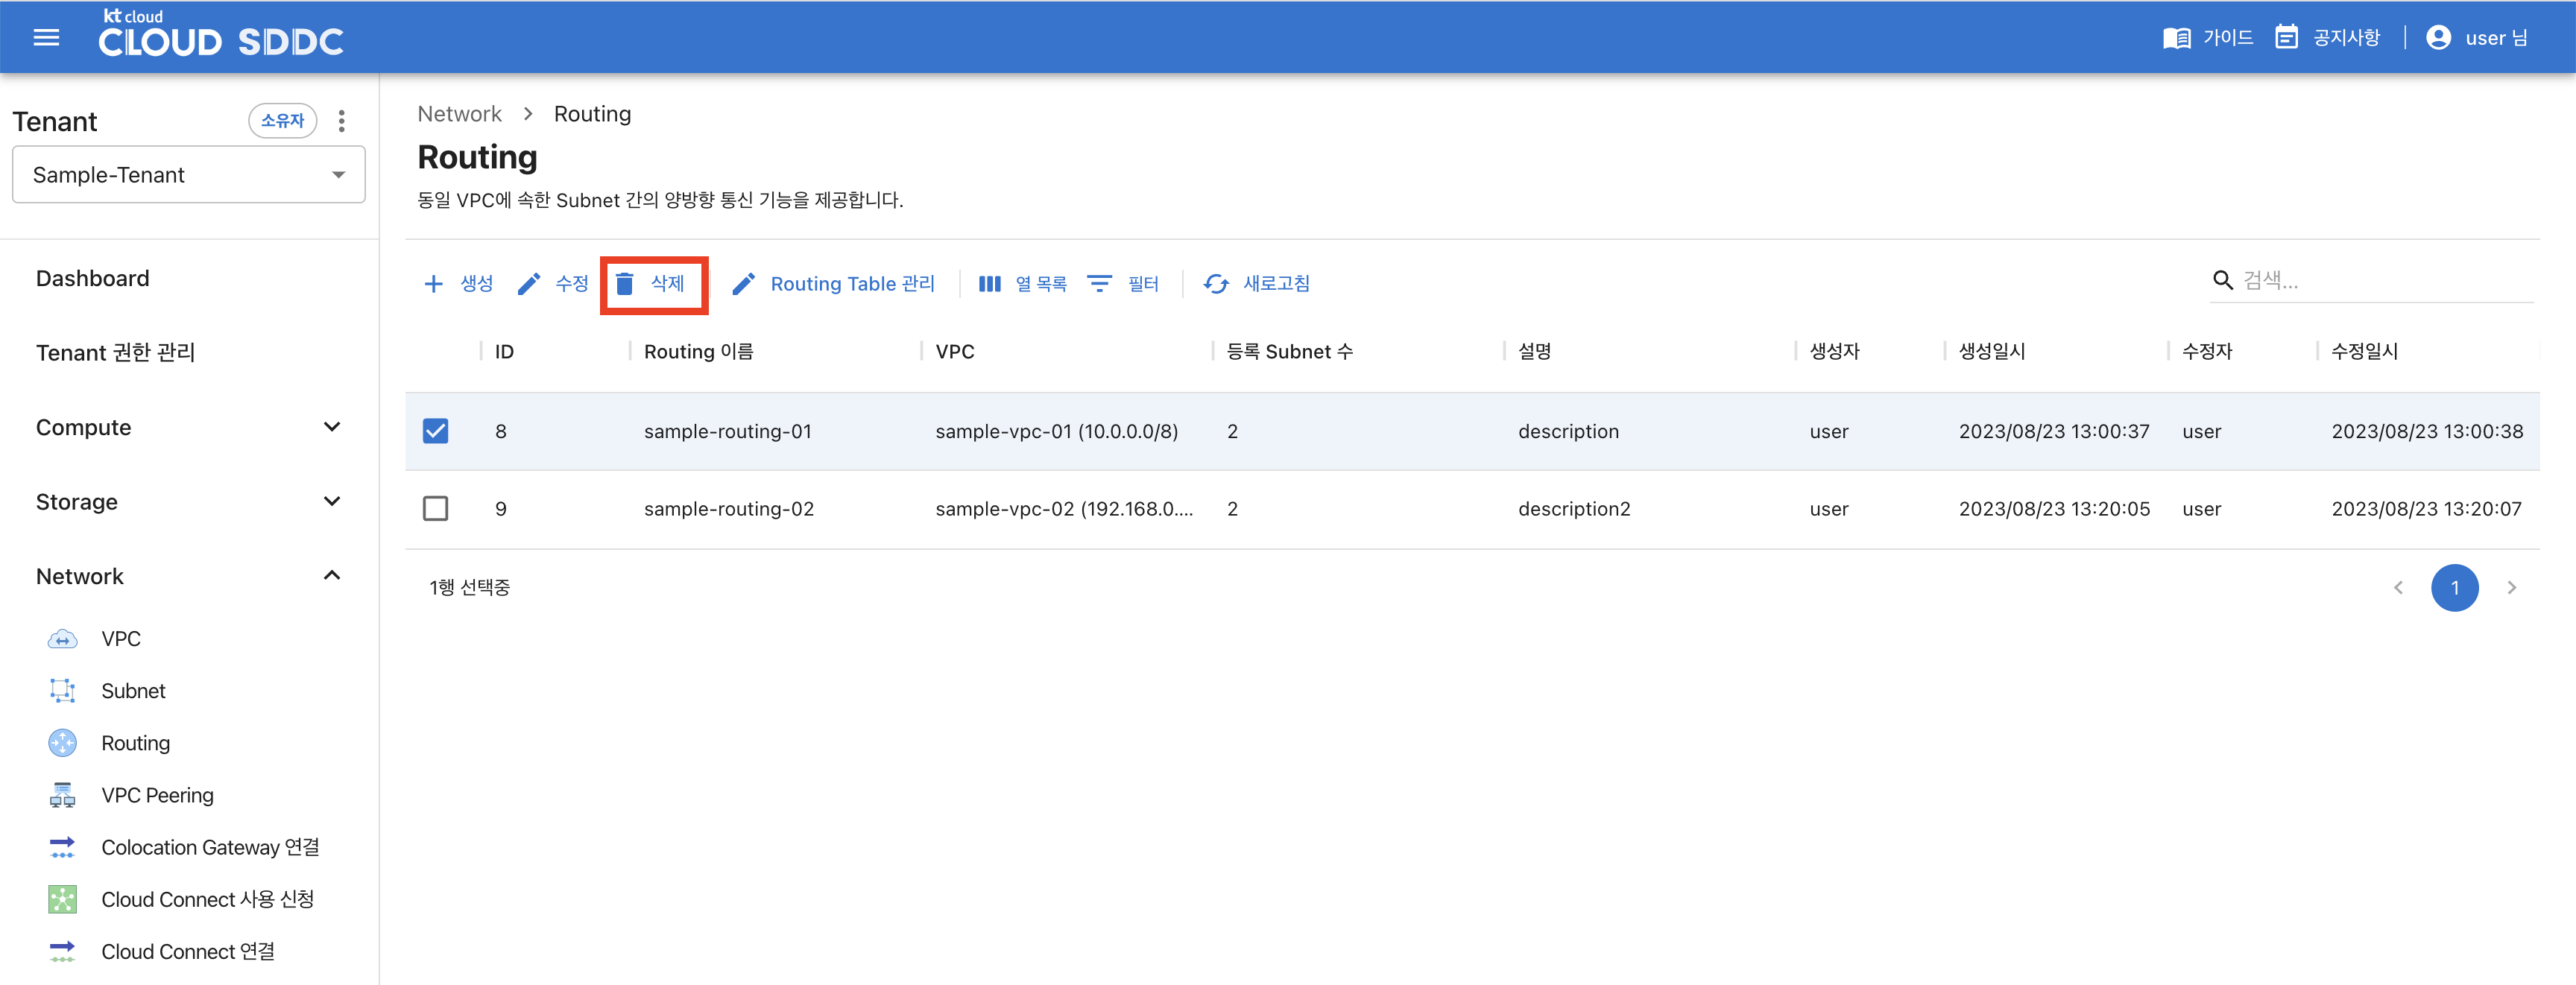 kt cloud
CLOUD SDDC
가이드
공지사항
user 님
Tenant
소유자
Sample-Tenant
Dashboard
Tenant 권한 관리
Compute
Storage
Network
VPC
Subnet
Routing
VPC Peering
Colocation Gateway 연결
Cloud Connect 사용 신청
Cloud Connect 연결
Network > Routing
Routing
동일 VPC에 속한 Subnet 간의 양방향 통신 기능을 제공합니다.
생성 수정 삭제 Routing Table 관리 열 목록 필터 새로고침 검색...
ID Routing 이름 VPC 등록 Subnet 수 설명 생성자 생성일시 수정자 수정일시
8 sample-routing-01 sample-vpc-01 (10.0.0.0/8) 2 description user 2023/08/23 13:00:37 user 2023/08/23 13:00:38
9 sample-routing-02 sample-vpc-02 (192.168.0.... 2 description2 user 2023/08/23 13:20:05 user 2023/08/23 13:20:07
1행 선택중
1